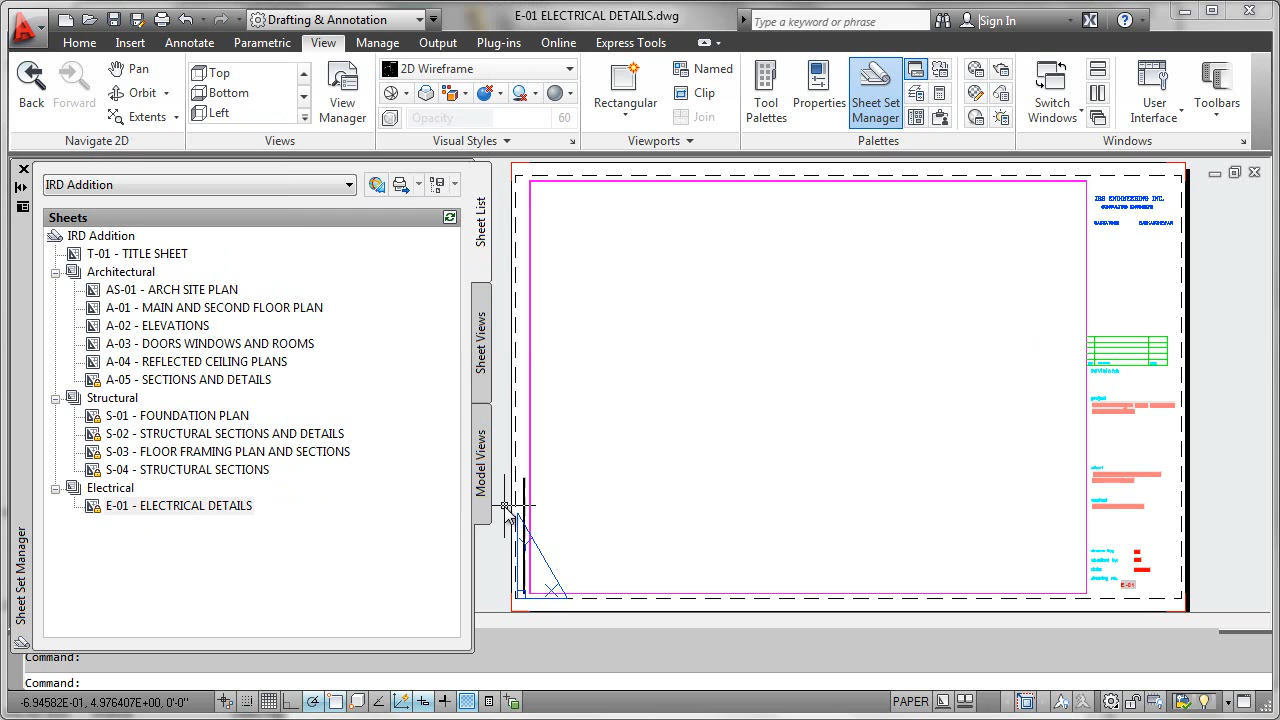 Drafting & Annotation
E-01 ELECTRICAL DETAILS.dwg
Type a keyword or phrase
Sign In
Home Insert Annotate Parametric View Manage Output Plug-ins Online Express Tools
Back
Forward
Pan
Orbit
Extents
Navigate 2D
Top
Bottom
Left
View
Manager
Views
2D Wireframe
Opacity 60
Visual Styles
Rectangular
Named
Clip
Join
Viewports
Tool
Palettes
Properties
Sheet Set
Manager
Palettes
Switch
Windows
User
Interface
Toolbars
Windows
IRD Addition
Sheets
IRD Addition
T-01 - TITLE SHEET
Architectural
AS-01 - ARCH SITE PLAN
A-01 - MAIN AND SECOND FLOOR PLAN
A-02 - ELEVATIONS
A-03 - DOORS WINDOWS AND ROOMS
A-04 - REFLECTED CEILING PLANS
A-05 - SECTIONS AND DETAILS
Structural
S-01 - FOUNDATION PLAN
S-02 - STRUCTURAL SECTIONS AND DETAILS
S-03 - FLOOR FRAMING PLAN AND SECTIONS
S-04 - STRUCTURAL SECTIONS
Electrical
E-01 - ELECTRICAL DETAILS
Sheet List
Sheet Views
Model Views
Sheet Set Manager
SASKATCHEWAN
revisions
project
E-01
Command:
Command:
-6.94582E-01, 4.976407E+00, 0'-0"
PAPER